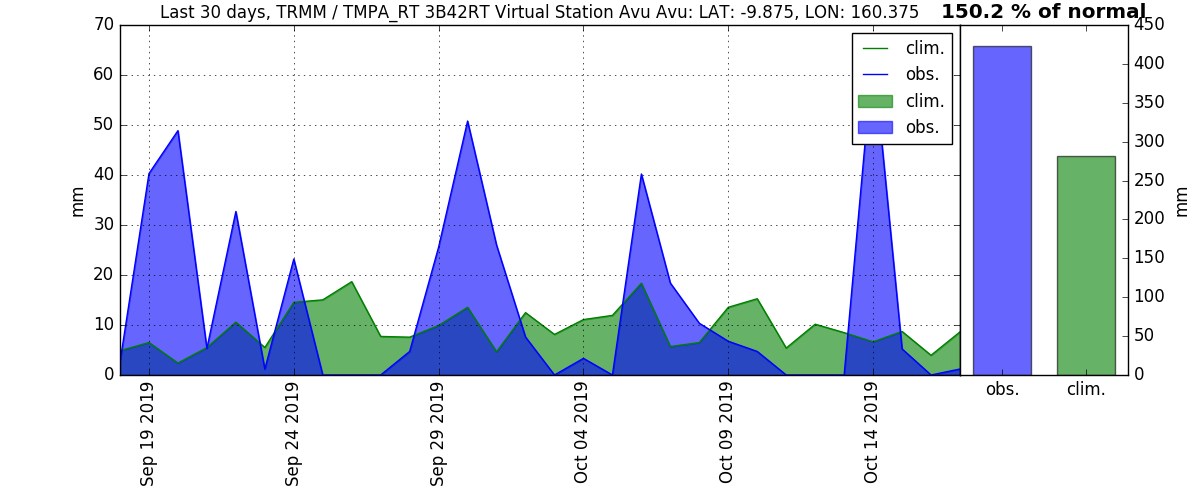 Last 30 days, TRMM / TMPA_RT 3B42RT Virtual Station Avu Avu: LAT: -9.875, LON: 160.375
150.2 % of normal
70
60
50
40
30
20
10
0
mm
clim.
obs.
clim.
obs.
Sep 19 2019
Sep 24 2019
Sep 29 2019
Oct 04 2019
Oct 09 2019
Oct 14 2019
450
400
350
300
250
200
150
100
50
0
mm
obs.
clim.